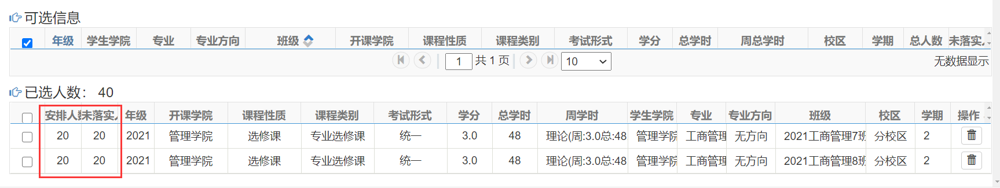 可选信息
年级 学生学院 专业 专业方向 班级 开课学院 课程性质 课程类别 考试形式 学分 总学时 周总学时 校区 学期 总人数 未落实
1 共 1 页 10 无数据显示
已选人数： 40
安排人 未落实 年级 开课学院 课程性质 课程类别 考试形式 学分 总学时 周学时 学生学院 专业 专业方向 班级 校区 学期 操作
20 20 2021 管理学院 选修课 专业选修课 统一 3.0 48 理论(周:3.0总:48 管理学院 工商管理 无方向 2021工商管理7班 分校区 2
20 20 2021 管理学院 选修课 专业选修课 统一 3.0 48 理论(周:3.0总:48 管理学院 工商管理 无方向 2021工商管理8班 分校区 2